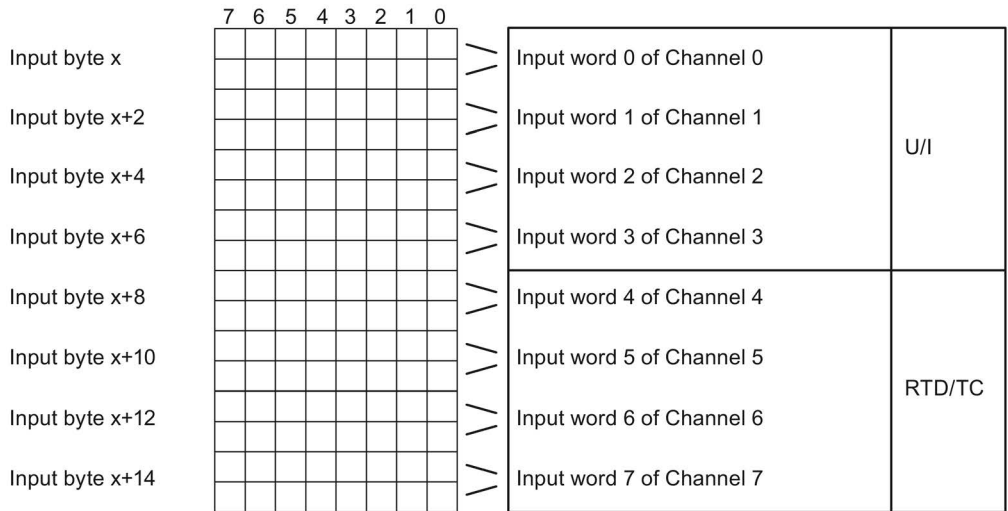 7 6 5 4 3 2 1 0
Input byte x Input word 0 of Channel 0
Input byte x+2 Input word 1 of Channel 1
U/I
Input byte x+4 Input word 2 of Channel 2
Input byte x+6 Input word 3 of Channel 3
Input byte x+8 Input word 4 of Channel 4
Input byte x+10 Input word 5 of Channel 5
RTD/TC
Input byte x+12 Input word 6 of Channel 6
Input byte x+14 Input word 7 of Channel 7